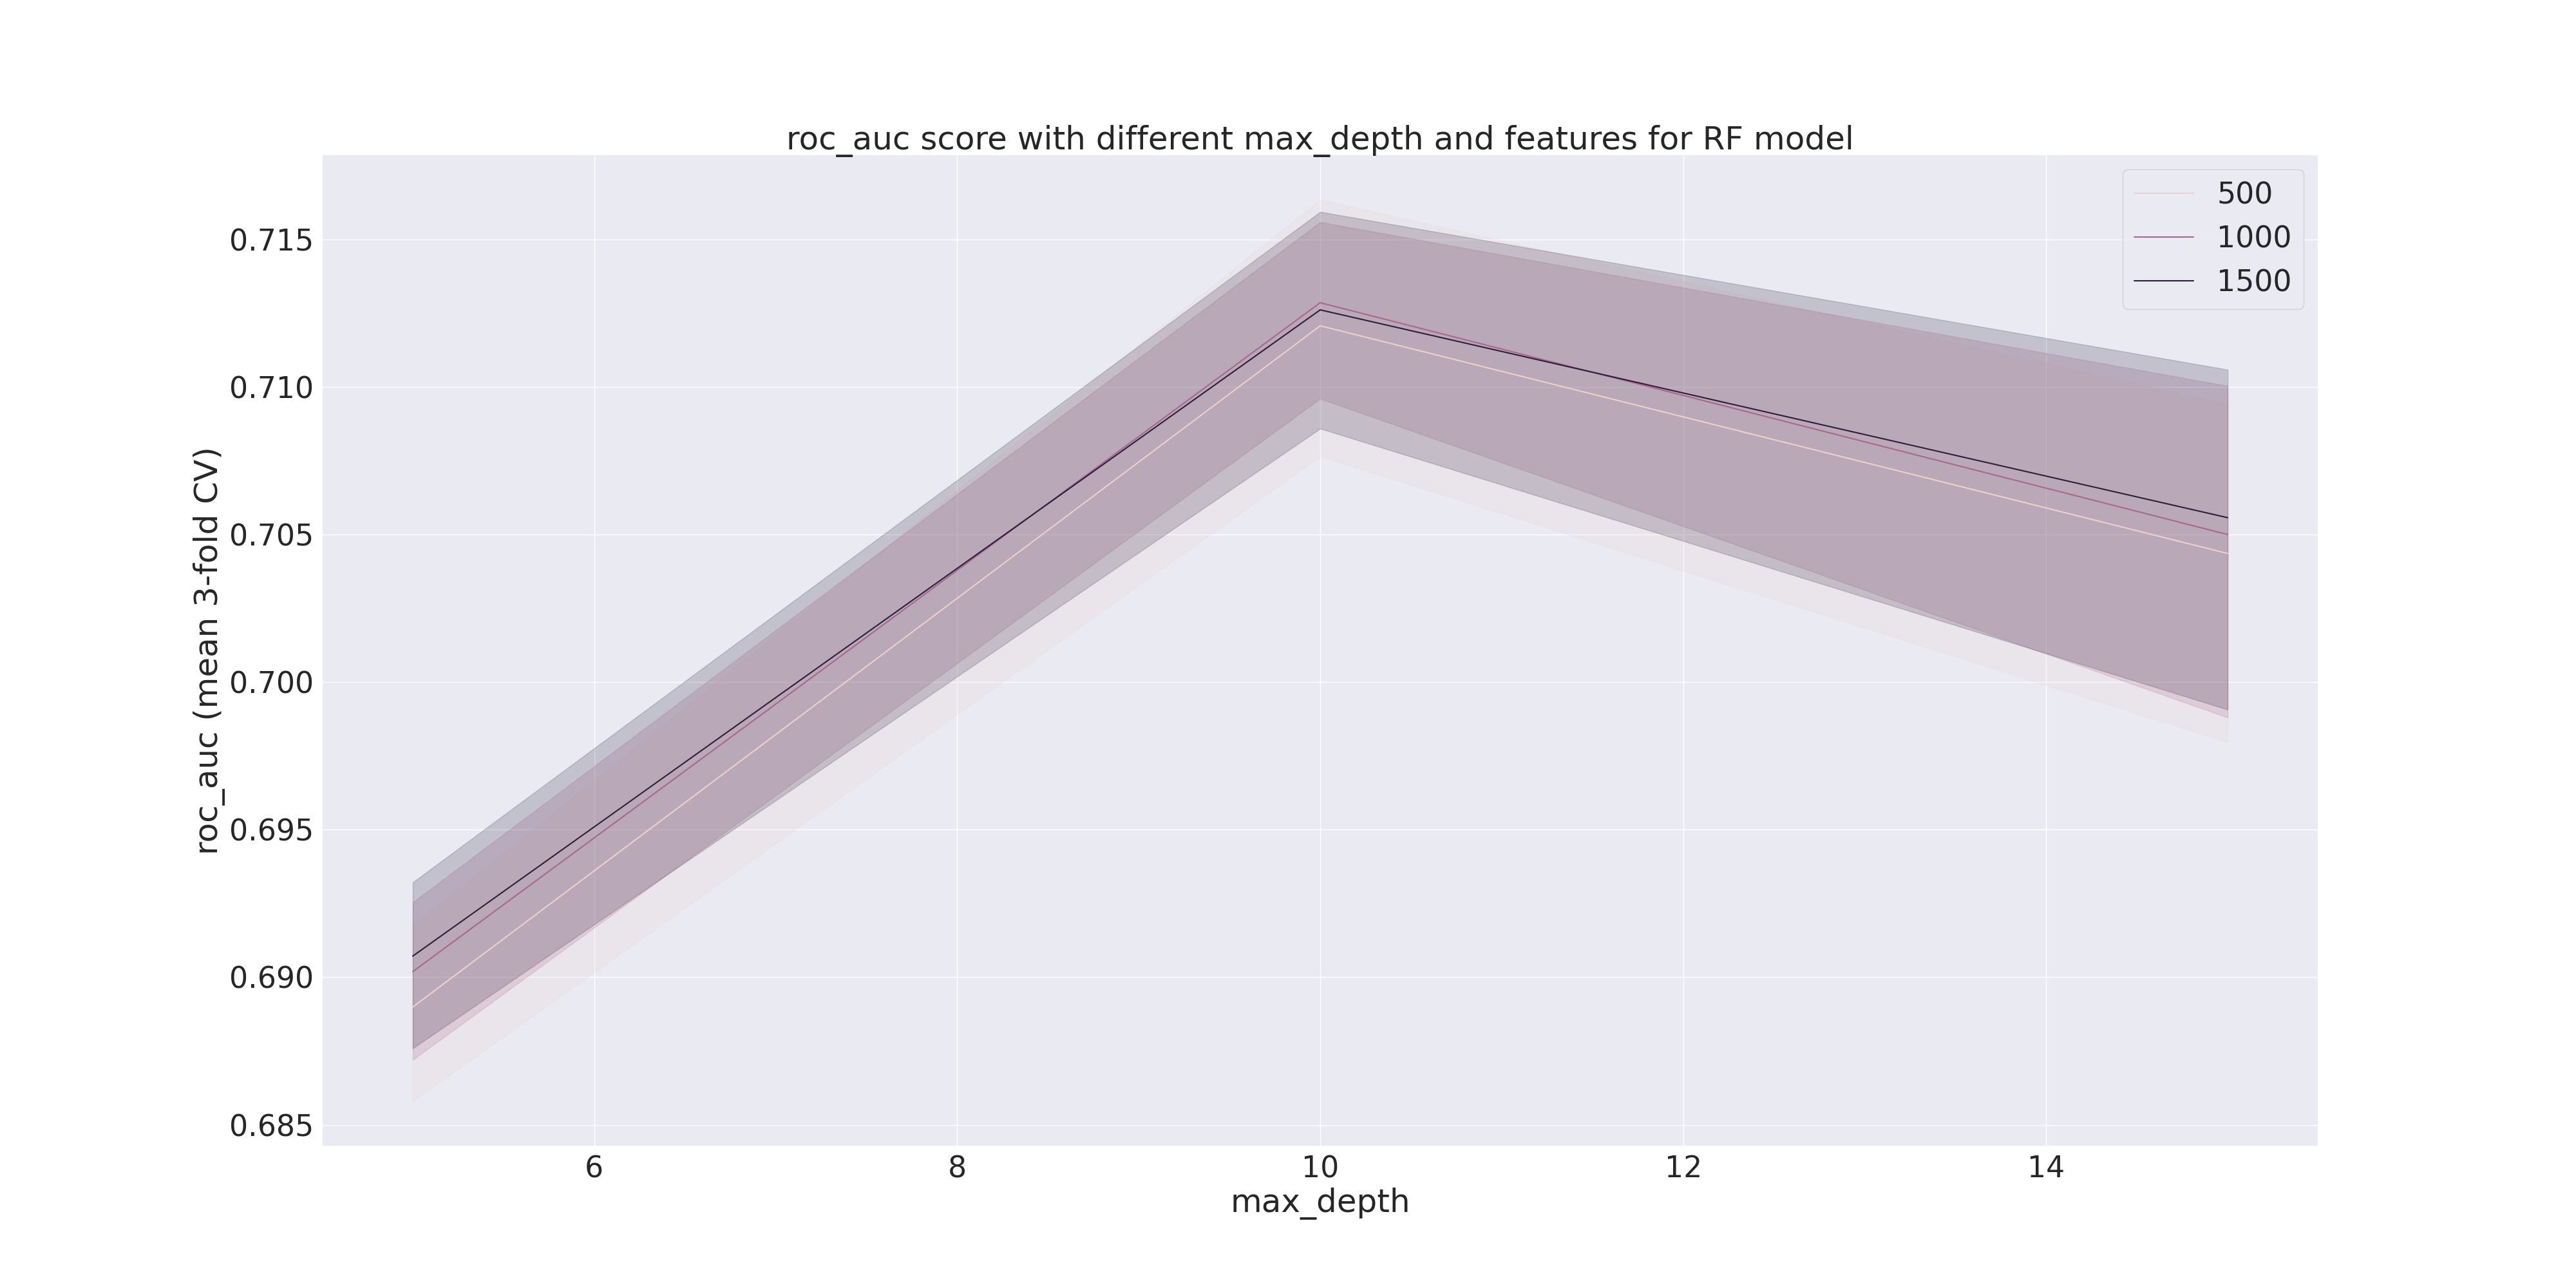 roc_auc score with different max_depth and features for RF model
500
1000
1500
0.715
0.710
0.705
0.700
0.695
0.690
0.685
roc_auc (mean 3-fold CV)
6 8 10 12 14
max_depth